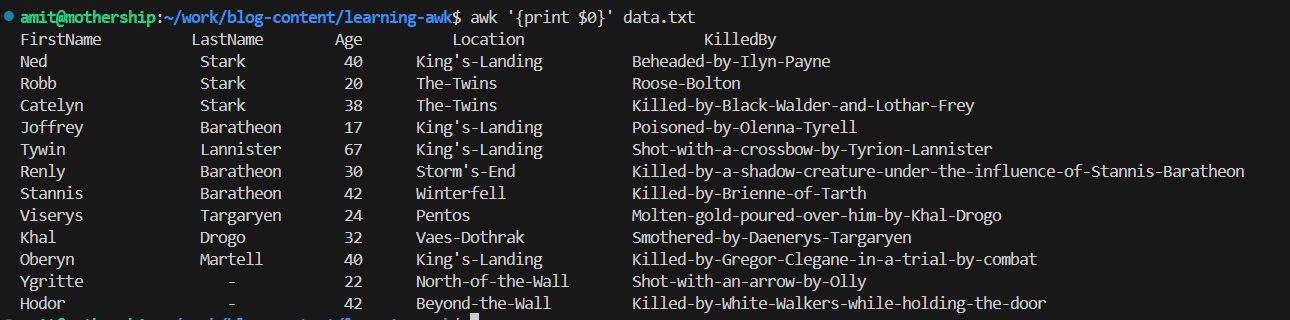 amit@mothership:~/work/blog-content/learning-awk$ awk '{print $0}' data.txt
FirstName LastName Age Location KilledBy
Ned Stark 40 King's-Landing Beheaded-by-Ilyn-Payne
Robb Stark 20 The-Twins Roose-Bolton
Catelyn Stark 38 The-Twins Killed-by-Black-Walder-and-Lothar-Frey
Joffrey Baratheon 17 King's-Landing Poisoned-by-Olenna-Tyrell
Tywin Lannister 67 King's-Landing Shot-with-a-crossbow-by-Tyrion-Lannister
Renly Baratheon 30 Storm's-End Killed-by-a-shadow-creature-under-the-influence-of-Stannis-Baratheon
Stannis Baratheon 42 Winterfell Killed-by-Brienne-of-Tarth
Viserys Targaryen 24 Pentos Molten-gold-poured-over-him-by-Khal-Drogo
Khal Drogo 32 Vaes-Dothrak Smothered-by-Daenerys-Targaryen
Oberyn Martell 40 King's-Landing Killed-by-Gregor-Clegane-in-a-trial-by-combat
Ygritte - 22 North-of-the-Wall Shot-with-an-arrow-by-Olly
Hodor - 42 Beyond-the-Wall Killed-by-White-Walkers-while-holding-the-door